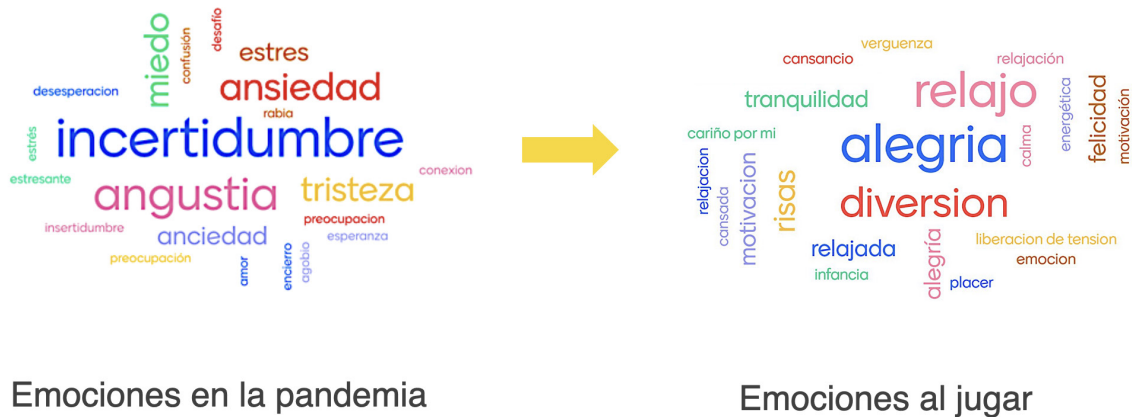 miedo
confusión
desafío
estres
desesperacion
ansiedad
rabia
incertidumbre
estrés
estresante
angustia
tristeza
conexion
insertidumbre
preocupacion
anciedad
esperanza
preocupación
amor
encierro
agobio
verguenza
cansancio
relajación
tranquilidad
relajo
energética
felicidad
motivación
cariño por mi
alegria
calma
relajacion
cansada
motivacion
risas
diversion
relajada
alegría
liberacion de tension
emocion
infancia
placer
Emociones en la pandemia
Emociones al jugar